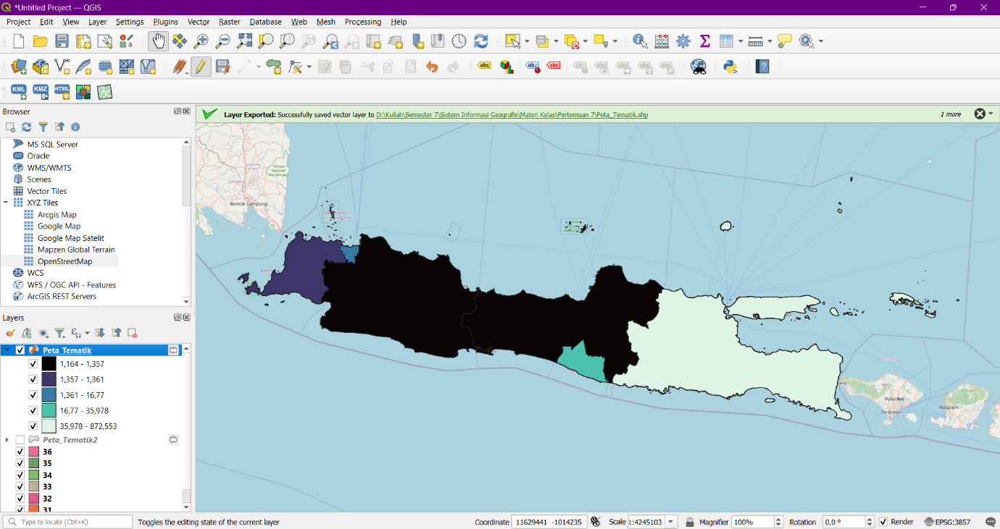 *Untitled Project — QGIS
Project Edit View Layer Settings Plugins Vector Raster Database Web Mesh Processing Help
abc abc abc
KML KMZ HTML
Browser
Layer Exported: Successfully saved vector layer to D:\Kuliah\Semester 7\Sistem Informasi Geografis\Materi Kelas\Pertemuan 7\Peta_Tematik.shp
1 more
MS SQL Server
Oracle
WMS/WMTS
Scenes
Vector Tiles
XYZ Tiles
Arcgis Map
Google Map
Google Map Satelit
Mapzen Global Terrain
OpenStreetMap
WCS
WFS / OGC API - Features
ArcGIS REST Servers
Bandar Lampung
Denpasar
Mataram
Layers
Peta_Tematik
1,164 - 1,357
1,357 - 1,361
1,361 - 16,77
16,77 - 35,978
35,978 - 872,553
Peta_Tematik2
36
35
34
33
32
31
Type to locate (Ctrl+K)
Toggles the editing state of the current layer
Coordinate 11629441 -1014235
Scale 1:4245103
Magnifier 100%
Rotation 0,0 °
Render
EPSG:3857